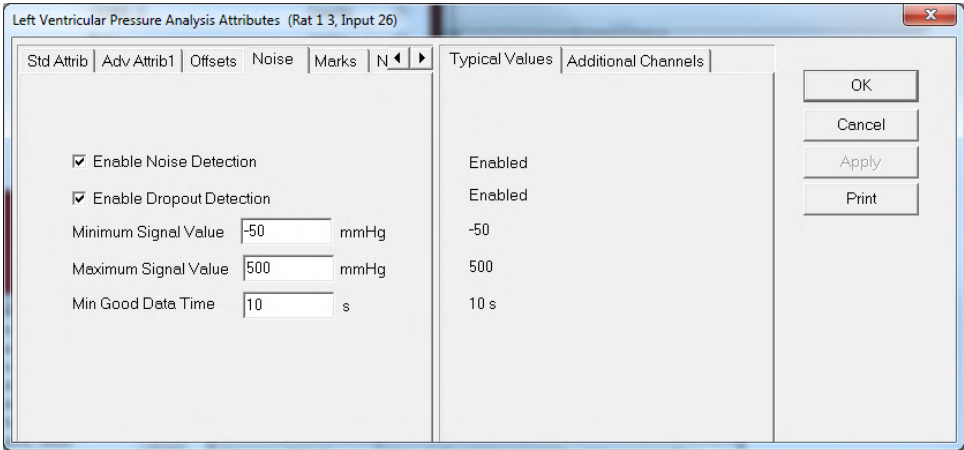 Left Ventricular Pressure Analysis Attributes (Rat 1 3, Input 26)
x
Std Attrib Adv Attrib1 Offsets Noise Marks N
Typical Values Additional Channels
Enable Noise Detection Enabled
Enable Dropout Detection Enabled
Minimum Signal Value -50 mmHg -50
Maximum Signal Value 500 mmHg 500
Min Good Data Time 10 s 10 s
OK
Cancel
Apply
Print